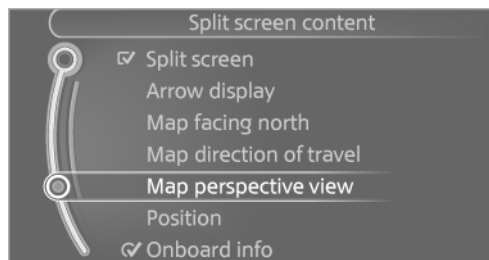 Split screen content
Split screen
Arrow display
Map facing north
Map direction of travel
Map perspective view
Position
Onboard info